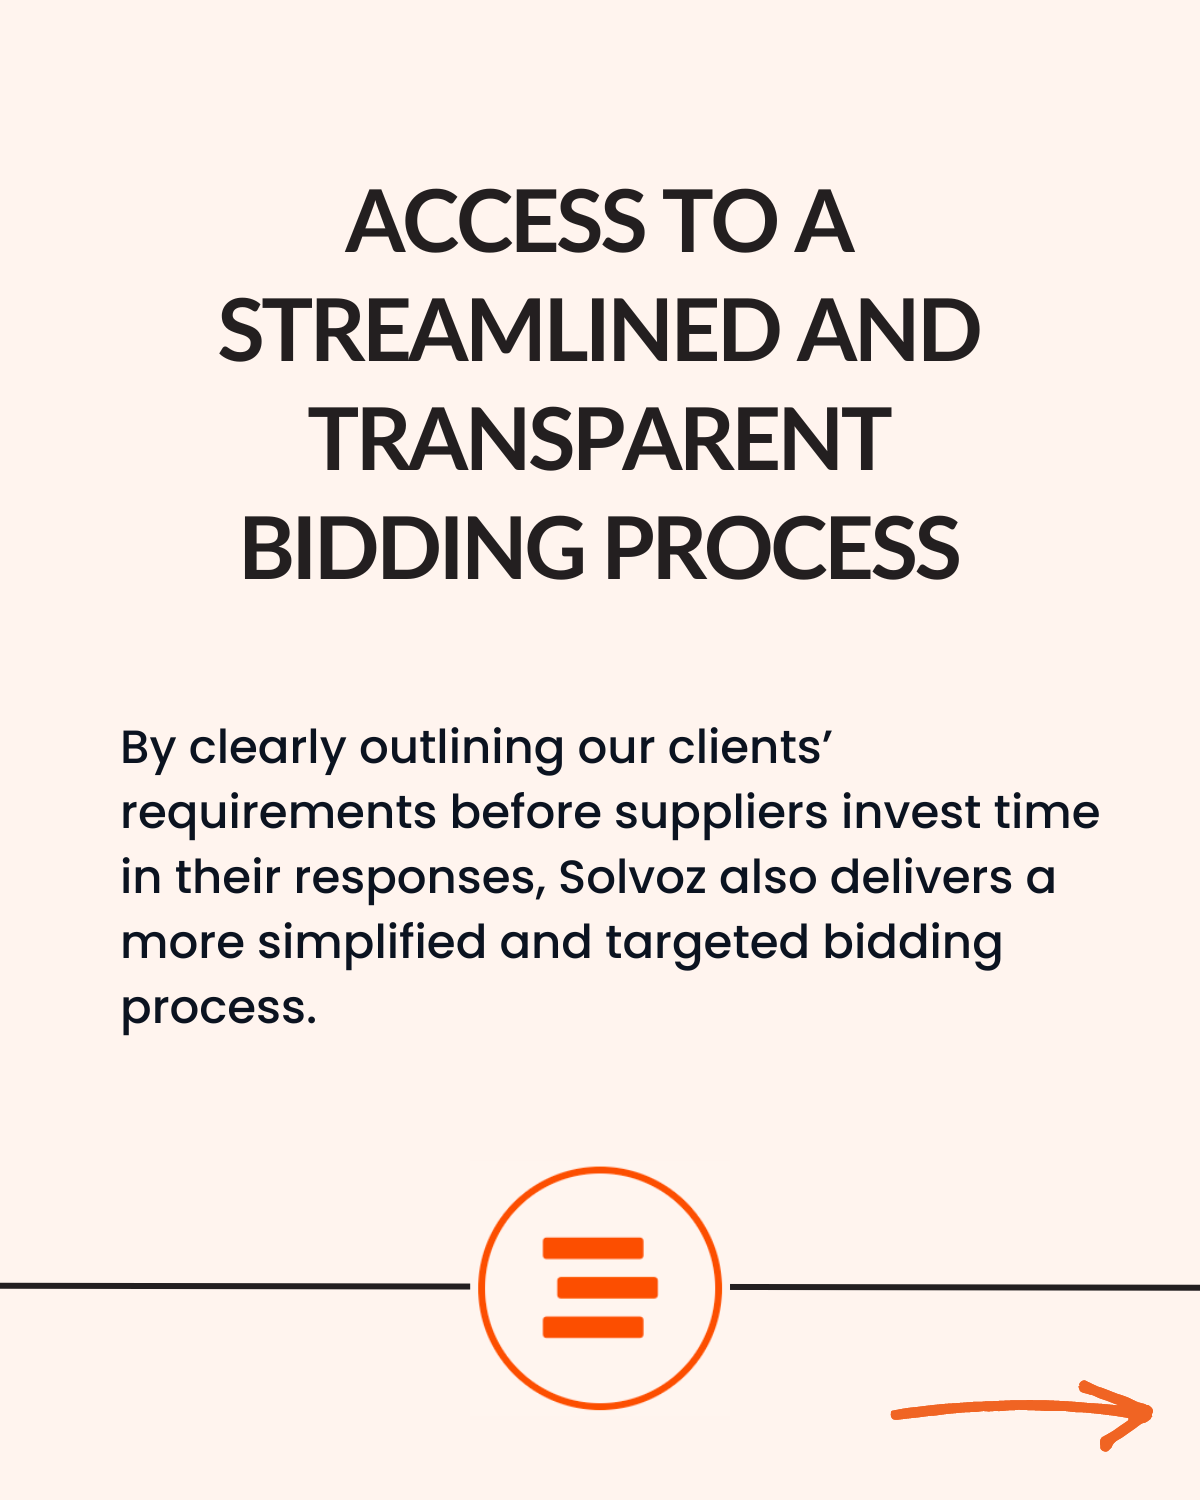 ACCESS TO A
STREAMLINED AND
TRANSPARENT
BIDDING PROCESS
By clearly outlining our clients’
requirements before suppliers invest time
in their responses, Solvoz also delivers a
more simplified and targeted bidding
process.